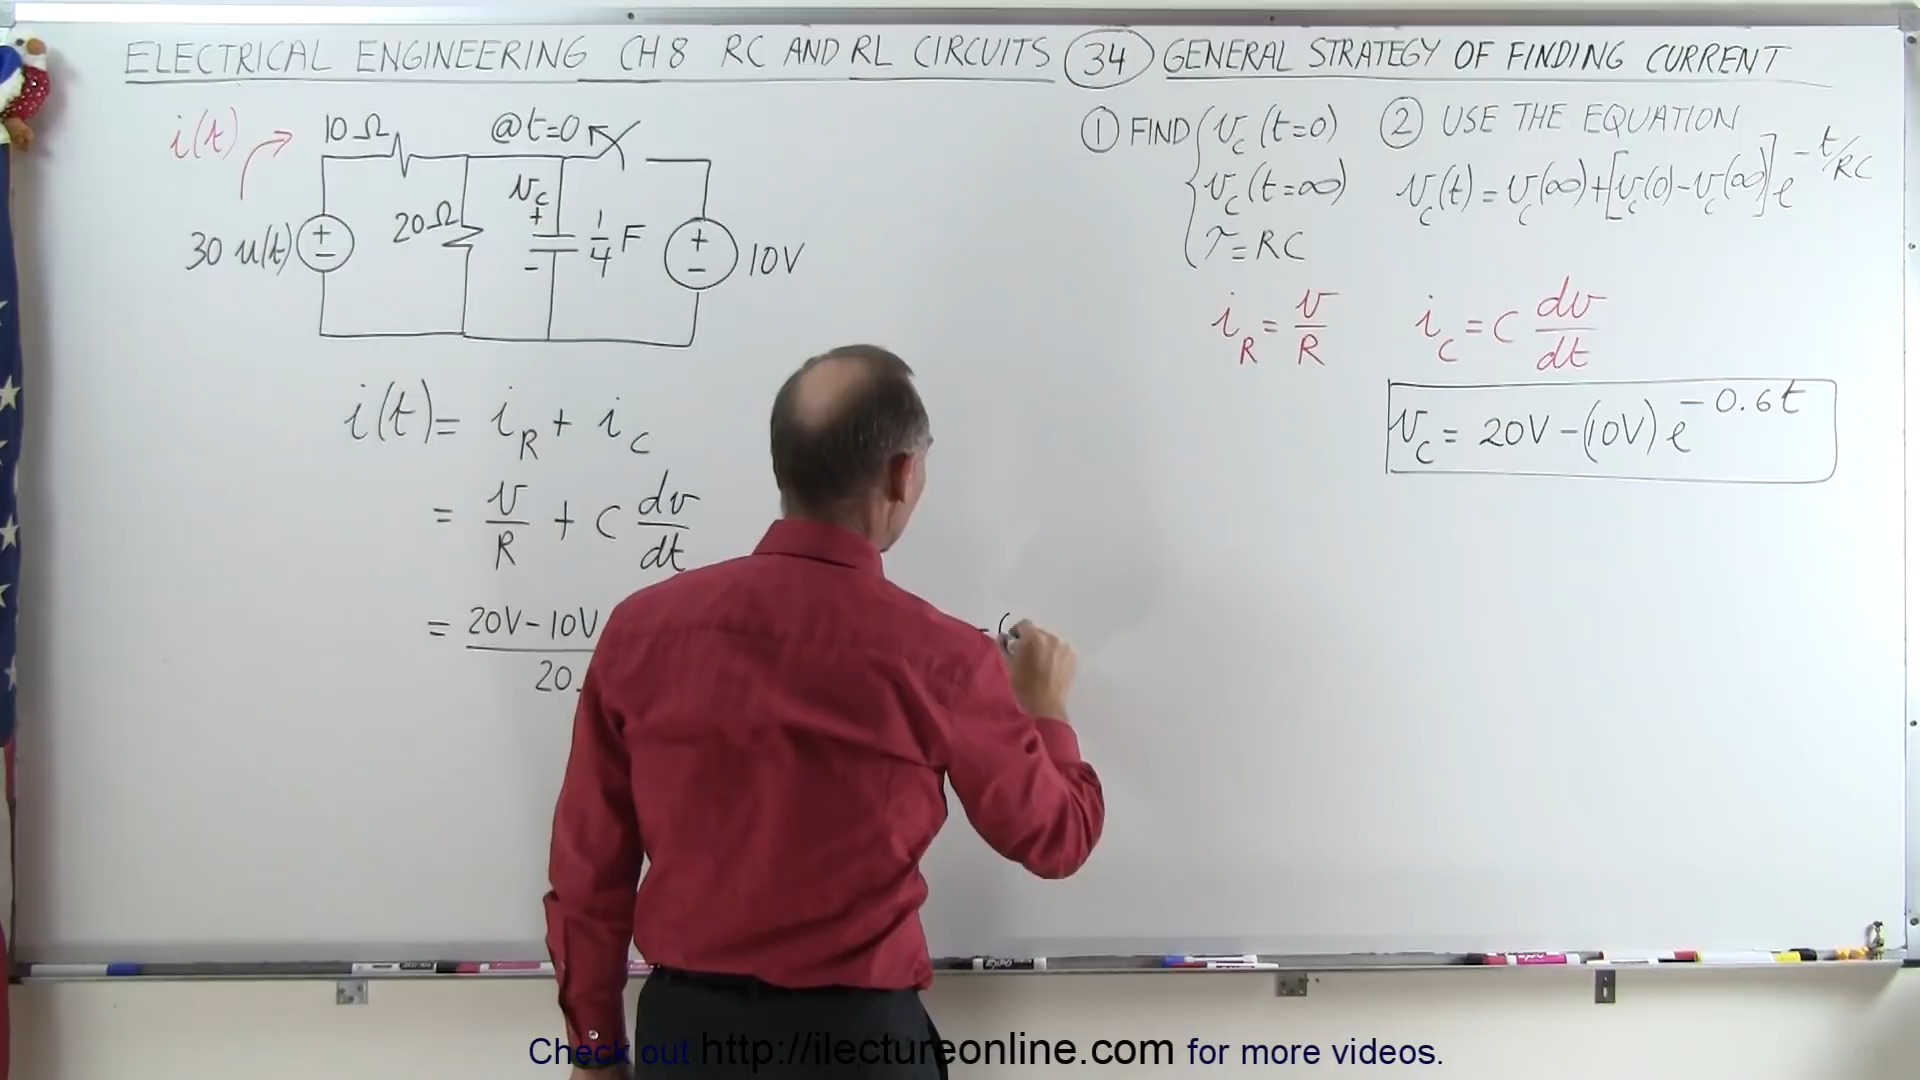 ELECTRICAL ENGINEERING CH 8 RC AND RL CIRCUITS 34 GENERAL STRATEGY OF FINDING CURRENT
i(t)
10Ω
@t=0
30 u(t)
+
-
20Ω
v_c
+
-
1/4 F
+
-
10V
① FIND { v_c (t=0)
v_c (t=∞)
τ=RC
② USE THE EQUATION
v_c(t) = v_c(∞)+[v_c(0)-v_c(∞)] e^{-t/RC}
i_R = v/R
i_C = C dv/dt
v_c = 20V-(10V) e^{-0.6t}
i(t) = i_R + i_C
= v/R + C dv/dt
= 20V-10V
20
Check out http://ilectureonline.com for more videos.